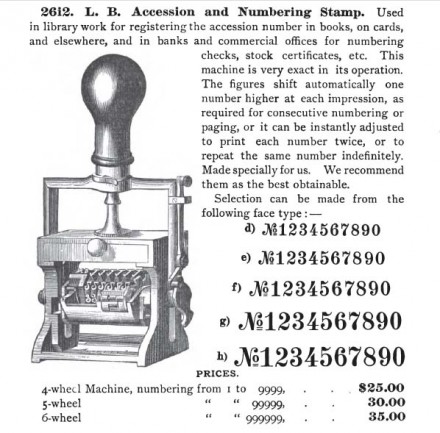 2612. L. B. Accession and Numbering Stamp. Used
in library work for registering the accession number in books, on cards,
and elsewhere, and in banks and commercial offices for numbering
checks, stock certificates, etc. This
machine is very exact in its operation.
The figures shift automatically one
number higher at each impression, as
required for consecutive numbering or
paging, or it can be instantly adjusted
to print each number twice, or to
repeat the same number indefinitely.
Made specially for us. We recommend
them as the best obtainable.
Selection can be made from the
following face type : —
d) №1234567890
e) №1234567890
f) №1234567890
g) №1234567890
h) №1234567890
PRICES.
4-wheel Machine, numbering from 1 to 9999, . . $25.00
5-wheel " " 99999, . . 30.00
6-wheel " " 999999, . . 35.00